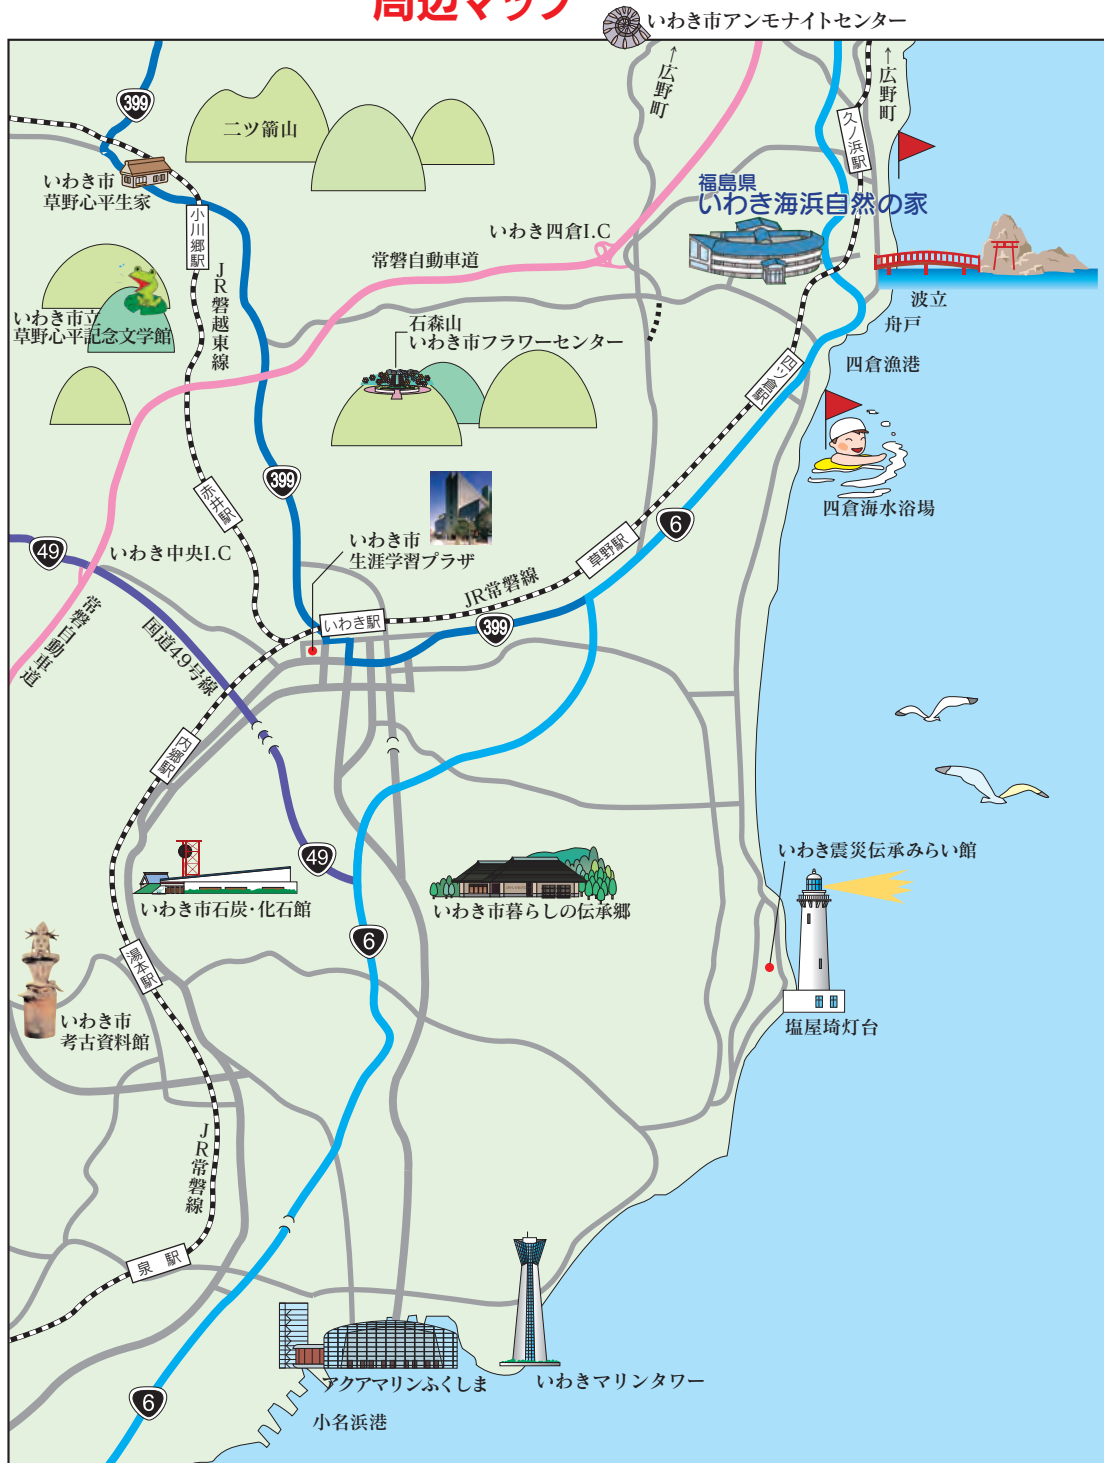 周辺マップ
いわき市アンモナイトセンター
←広野町
←広野町
399
二ツ箭山
久ノ浜駅
いわき市
草野心平生家
福島県
いわき海浜自然の家
小川郷駅
いわき四倉I.C
常磐自動車道
JR磐越東線
波立
舟戸
いわき市立
草野心平記念文学館
石森山
いわき市フラワーセンター
四倉漁港
四ツ倉駅
399
赤井駅
四倉海水浴場
6
いわき市
生涯学習プラザ
草野駅
49
いわき中央I.C
JR常磐線
いわき駅
399
常磐自動車道
国道49号線
内郷駅
49
いわき震災伝承みらい館
いわき市石炭・化石館
いわき市暮らしの伝承郷
6
湯本駅
いわき市
考古資料館
塩屋埼灯台
JR常磐線
泉駅
アクアマリンふくしま
いわきマリンタワー
6
小名浜港